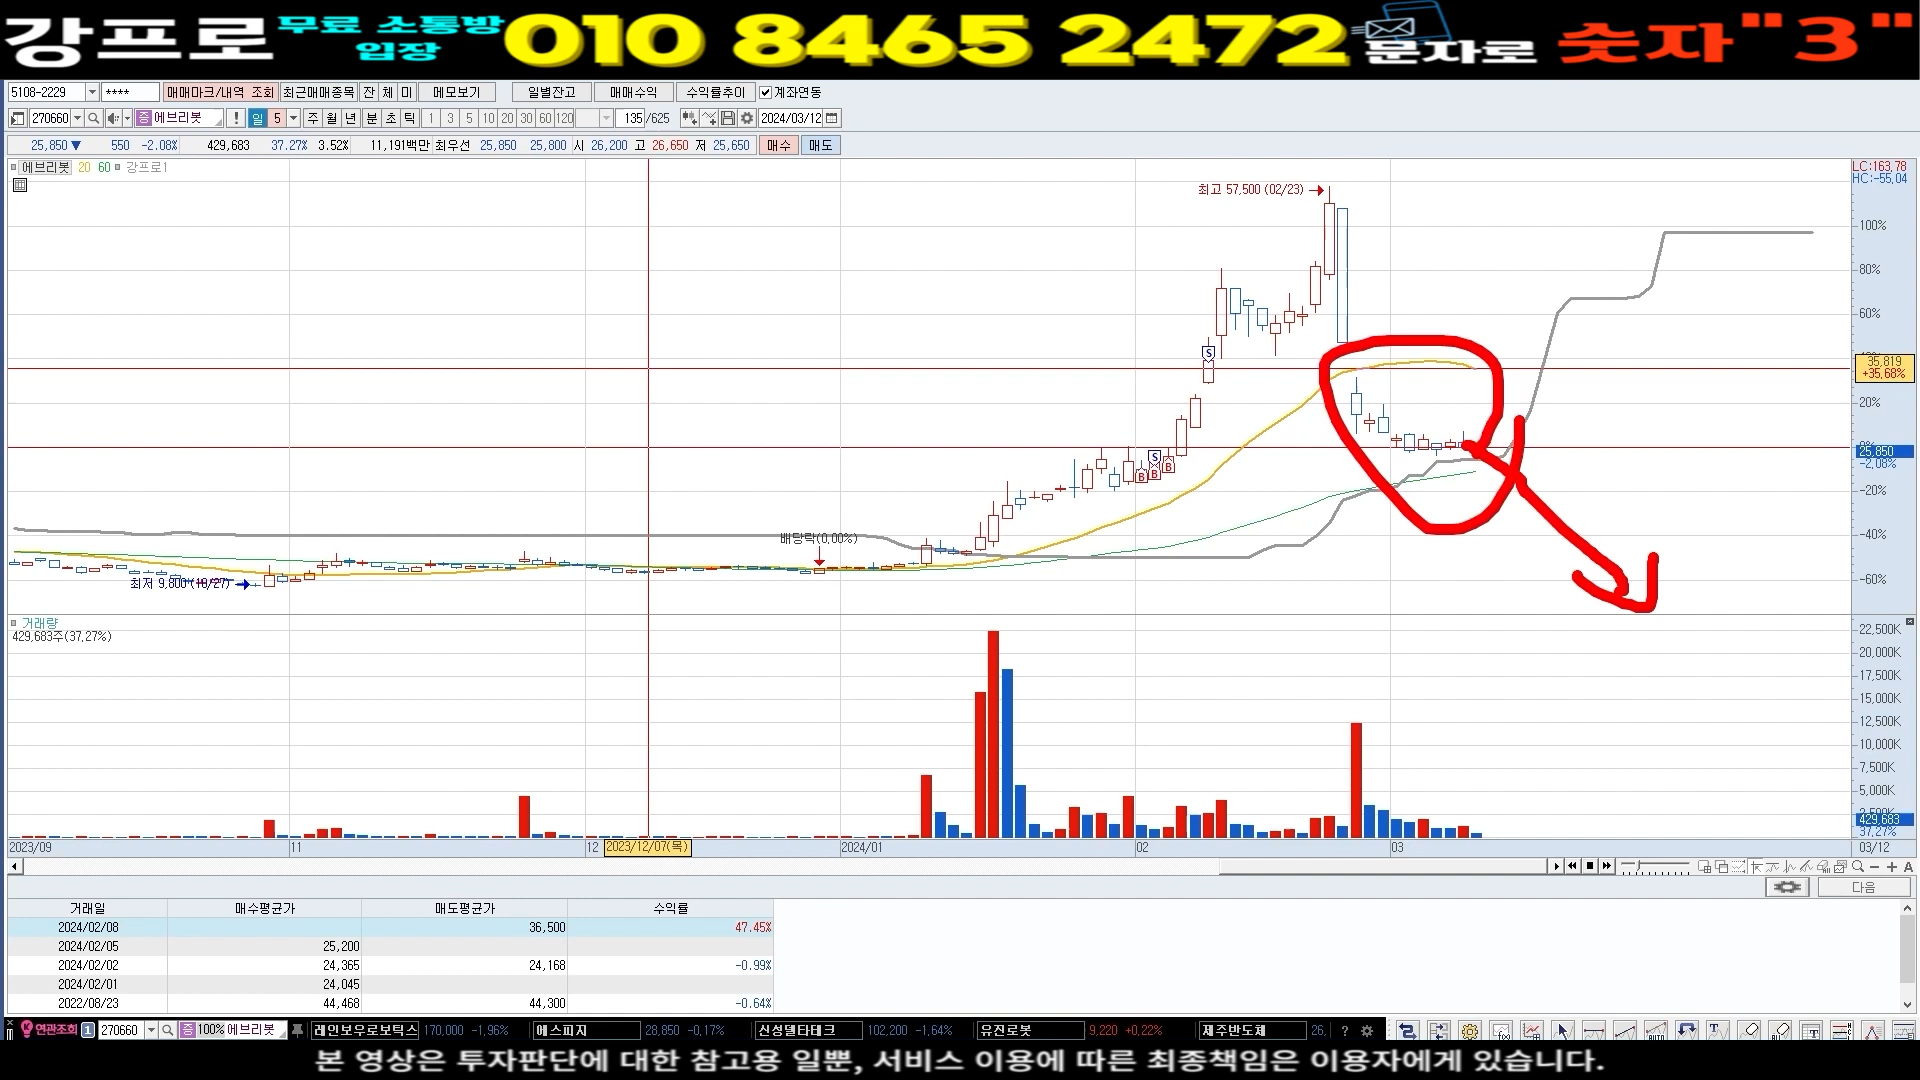 강프로 무료 소통방 입장 010 8465 2472 문자로 숫자"3"
5108-2229 **** 매매마크/내역 조회 최근매매종목 잔 체 미 메모보기 일별잔고 매매수익 수익률추이 계좌연동
270660 증 에브리봇 ! 일 5 주 월 년 분 초 틱 1 3 5 10 20 30 60 120 135 /625 2024/03/12
25,850 ▼ 550 -2.08% 429,683 37.27% 3.52% 11,191백만 최우선 25,850 25,800 시 26,200 고 26,650 저 25,650 매수 매도
에브리봇 20 60 강프로1
LC:163.78
HC:-55.04
최고 57,500 (02/23)
100%
80%
60%
35,819
+35.68%
20%
0%
25,850
-2.08%
-20%
-40%
-60%
배당락(0.00%)
최저 9,800 (10/27)
거래량
429,683주(37.27%)
22,500K
20,000K
17,500K
15,000K
12,500K
10,000K
7,500K
5,000K
2,500K
429,683
37.27%
2023/09 11 12 2023/12/07(목) 2024/01 02 03 03/12
A
다음
거래일 매수평균가 매도평균가 수익률
2024/02/08 36,500 47.45%
2024/02/05 25,200
2024/02/02 24,365 24,168 -0.99%
2024/02/01 24,045
2022/08/23 44,468 44,300 -0.64%
연관조회 1 270660 증 100% 에브리봇 레인보우로보틱스 170,000 -1.96% 에스피지 28,850 -0.17% 신성델타테크 102,200 -1.64% 유진로봇 9,220 +0.22% 제주반도체 26, ?
본 영상은 투자판단에 대한 참고용 일뿐, 서비스 이용에 따른 최종책임은 이용자에게 있습니다.